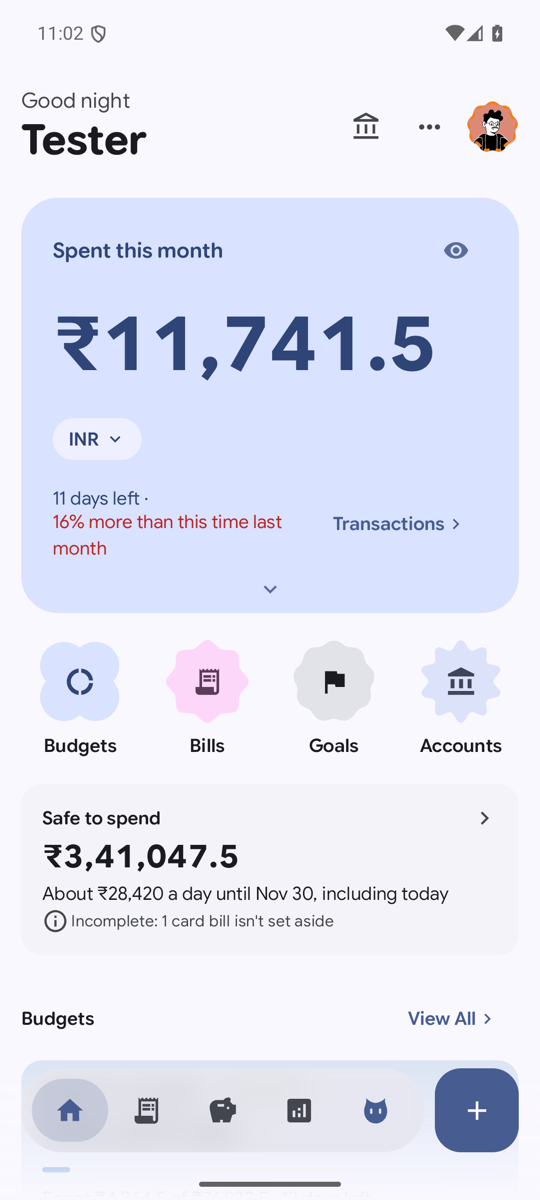 11:02
Good night
Tester
Spent this month
₹11,741.5
INR
11 days left ·
16% more than this time last
month
Transactions
Budgets
Bills
Goals
Accounts
Safe to spend
₹3,41,047.5
About ₹28,420 a day until Nov 30, including today
Incomplete: 1 card bill isn't set aside
Budgets
View All